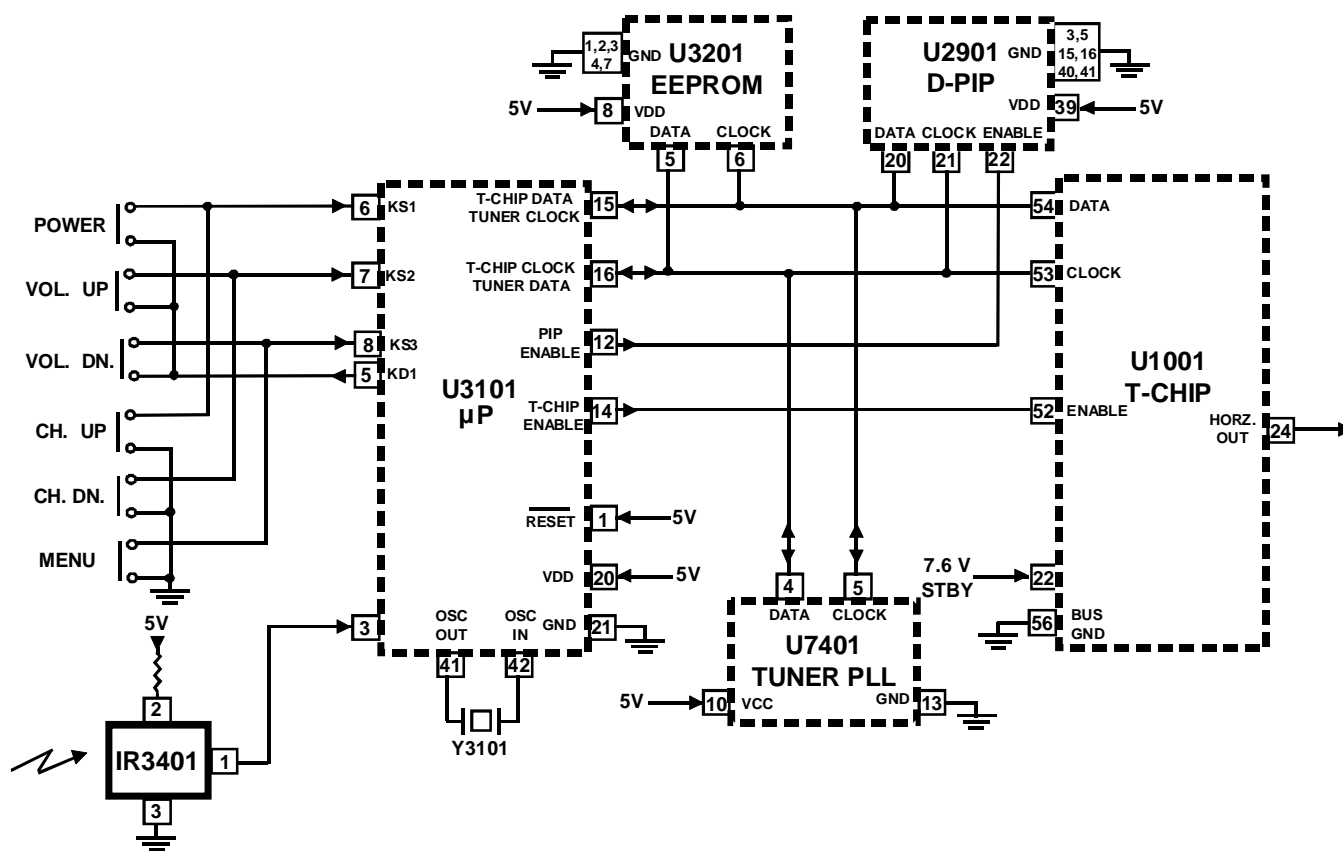 1,2,3
4,7
GND
U3201
EEPROM
5V
8
VDD
DATA
CLOCK
5
6
U2901
D-PIP
GND
3,5
15, 16
40, 41
VDD
39
5V
DATA
CLOCK
ENABLE
20
21
22
POWER
VOL. UP
VOL. DN.
CH. UP
CH. DN.
MENU
6
KS1
7
KS2
8
KS3
5
KD1
U3101
µP
T-CHIP DATA
TUNER CLOCK
15
T-CHIP CLOCK
TUNER DATA
16
PIP
ENABLE
12
T-CHIP
ENABLE
14
RESET
1
5V
VDD
20
5V
GND
21
3
OSC
OUT
OSC
IN
41
42
Y3101
5V
2
IR3401
1
3
54
DATA
53
CLOCK
U1001
T-CHIP
52
ENABLE
HORZ.
OUT
24
7.6 V
STBY
22
56
BUS
GND
4
5
DATA
CLOCK
U7401
TUNER PLL
5V
10
VCC
GND
13